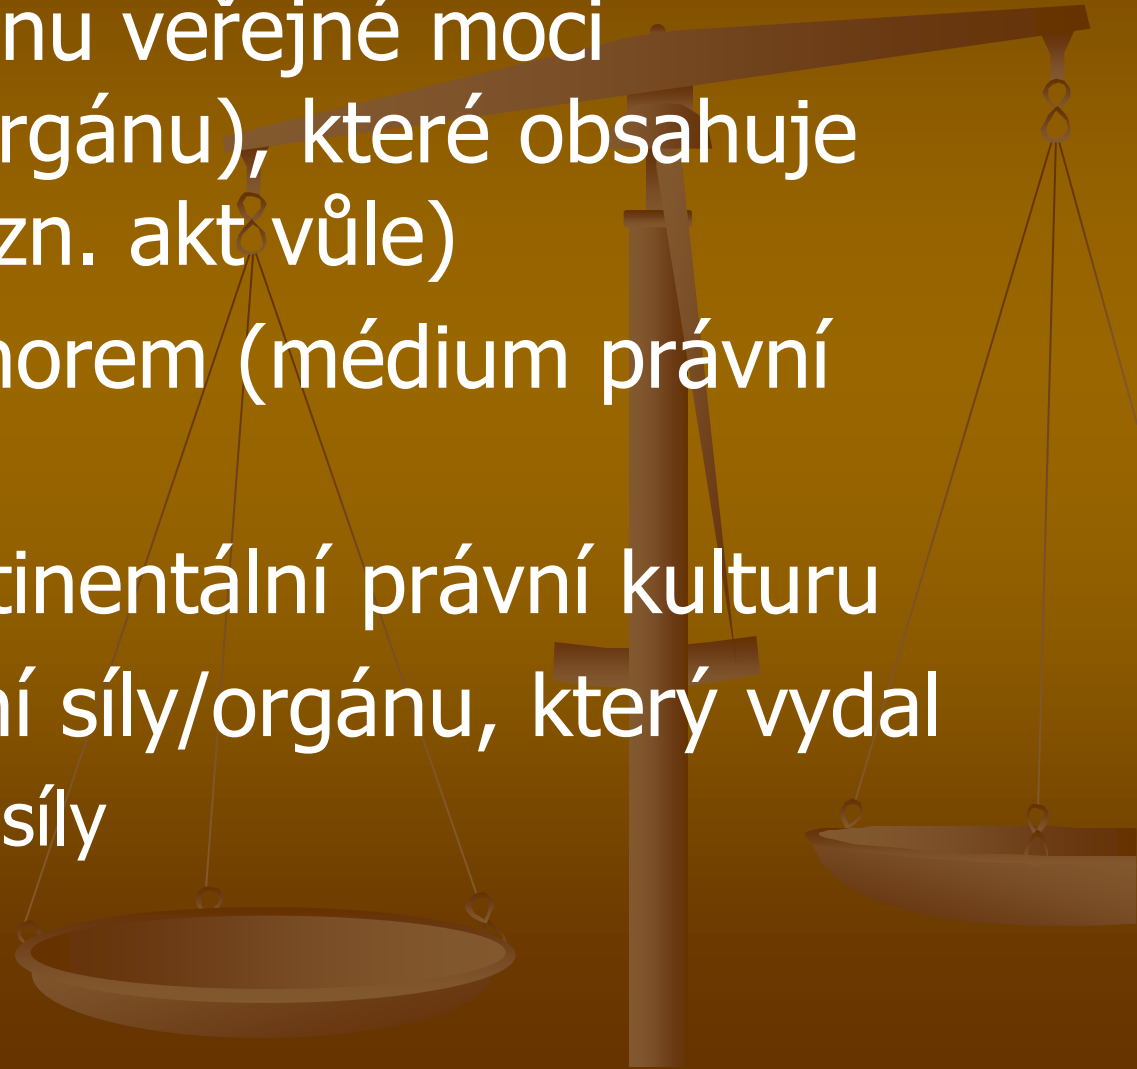 nu veřejné moci
rgánu), které obsahuje
zn. akt vůle)
norem (médium právní
tinentální právní kulturu
ní síly/orgánu, který vydal
síly